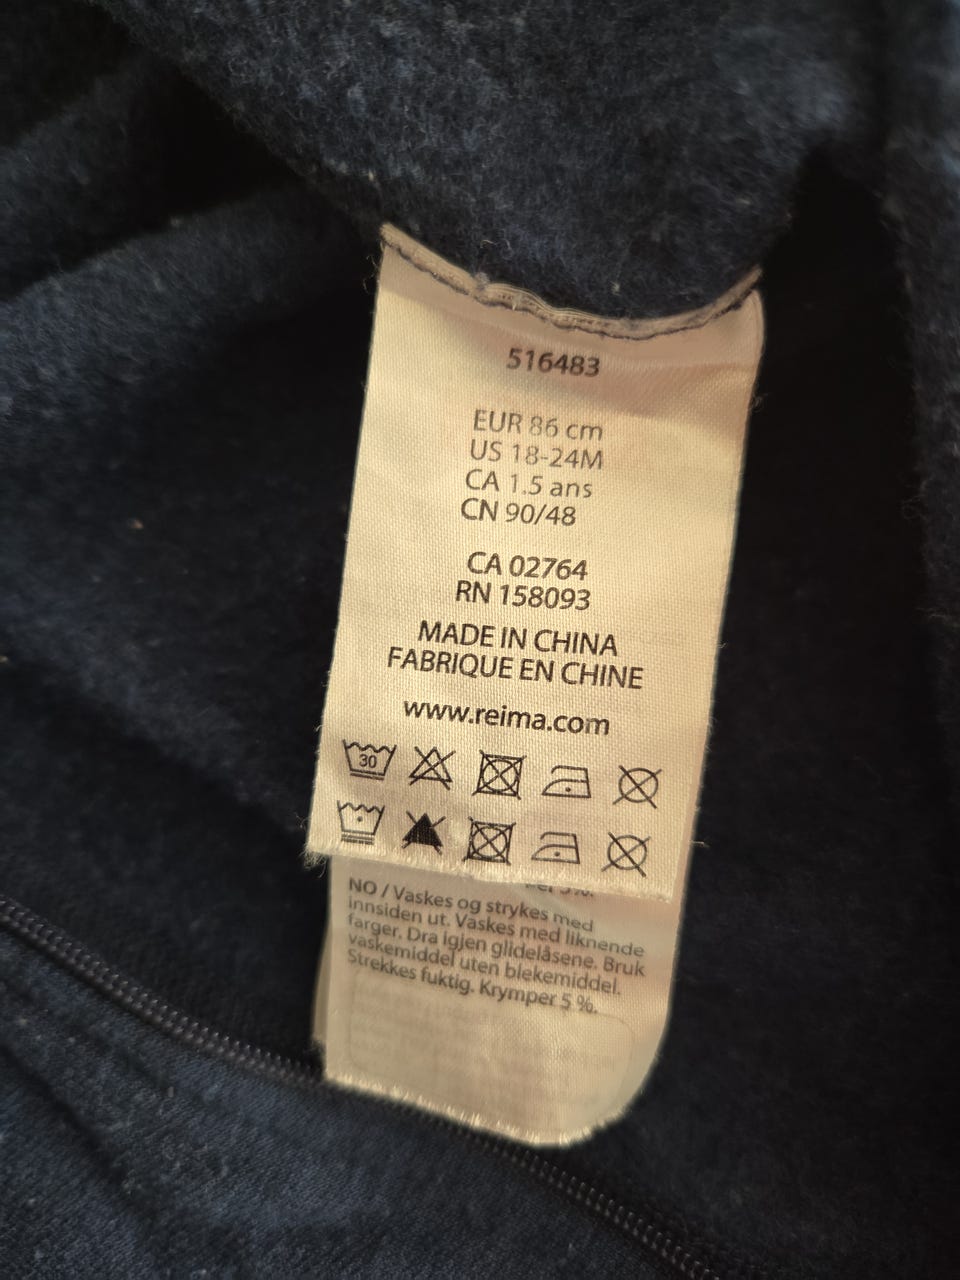 516483
EUR 86 cm
US 18-24M
CA 1.5 ans
CN 90/48
CA 02764
RN 158093
MADE IN CHINA
FABRIQUE EN CHINE
www.reima.com
30
NO / Vaskes og strykes med
innsiden ut. Vaskes med liknende
farger. Dra igjen glidelåsene. Bruk
vaskemiddel uten blekemiddel.
Strekkes fuktig. Krymper 5 %.